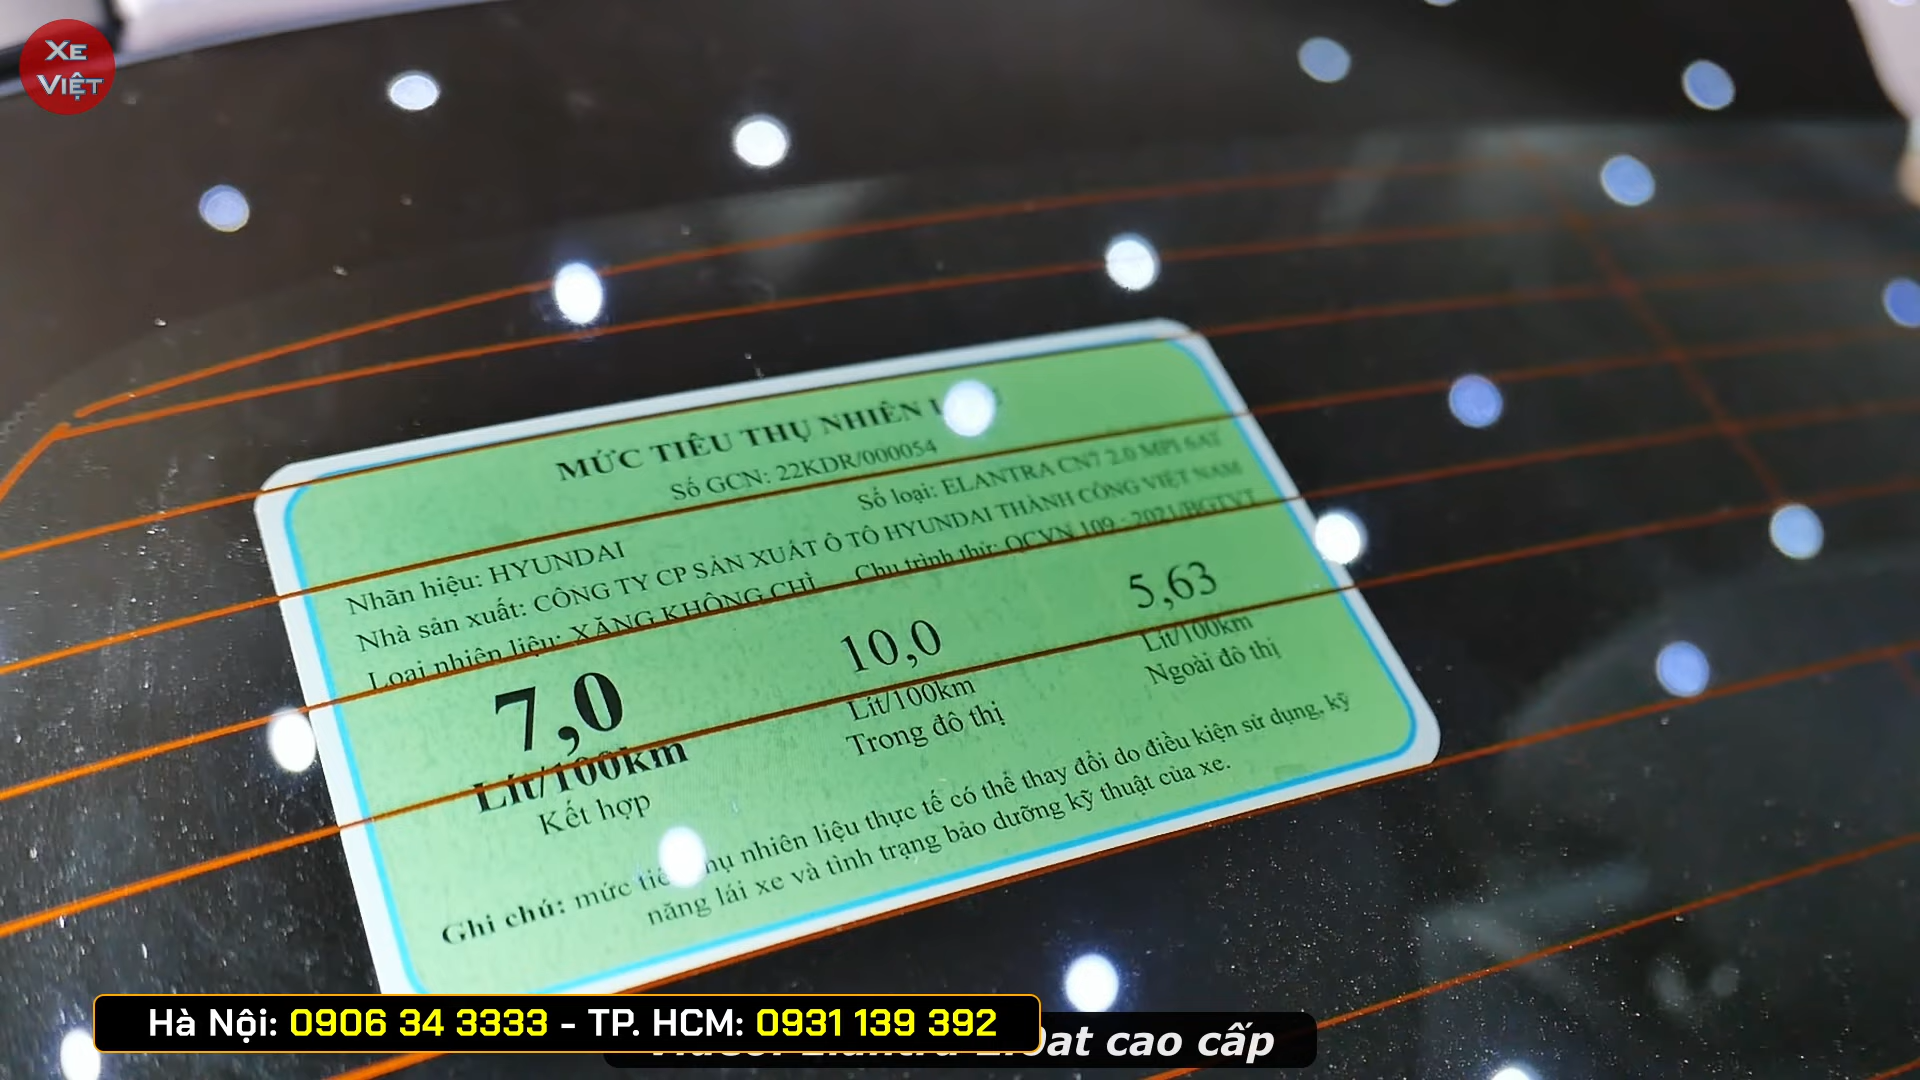 XE
VIỆT
MỨC TIÊU THỤ NHIÊN
Số GCN: 22KDR/000054
Nhãn hiệu: HYUNDAI
Số loại: ELANTRA CN7 2.0 MPI 6AT
Nhà sản xuất: CÔNG TY CP SẢN XUẤT Ô TÔ HYUNDAI THÀNH CÔNG VIỆT NAM
Loại nhiên liệu: XĂNG KHÔNG CHÌ Chu trình thử: QCVN 109 : 2021/BGTVT
7,0 10,0 5,63
Lít/100km Lít/100km Lít/100km
Kết hợp Trong đô thị Ngoài đô thị
Ghi chú: mức nhiên liệu thực tế có thể thay đổi do điều kiện sử dụng, kỹ
năng lái xe và tình trạng bảo dưỡng kỹ thuật của xe.
Hà Nội: 0906 34 3333 - TP. HCM: 0931 139 392
cao cấp